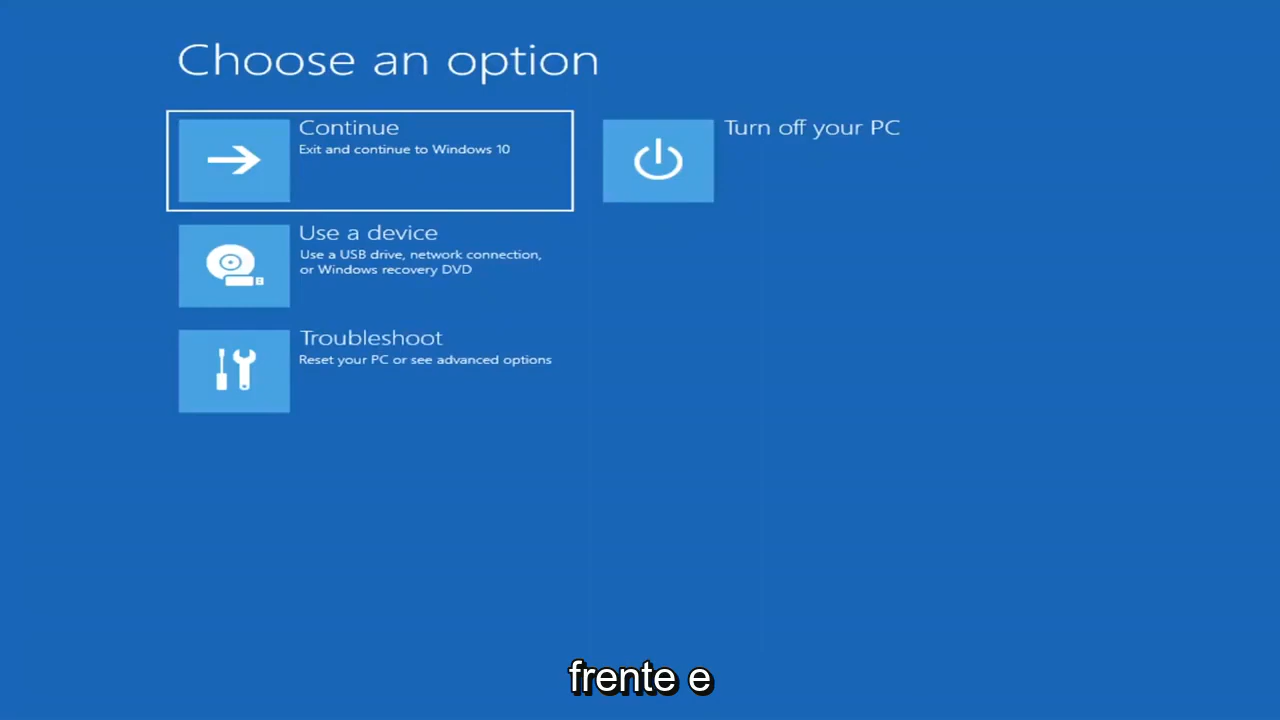 Choose an option
Continue
Exit and continue to Windows 10
Turn off your PC
Use a device
Use a USB drive, network connection,
or Windows recovery DVD
Troubleshoot
Reset your PC or see advanced options
frente e